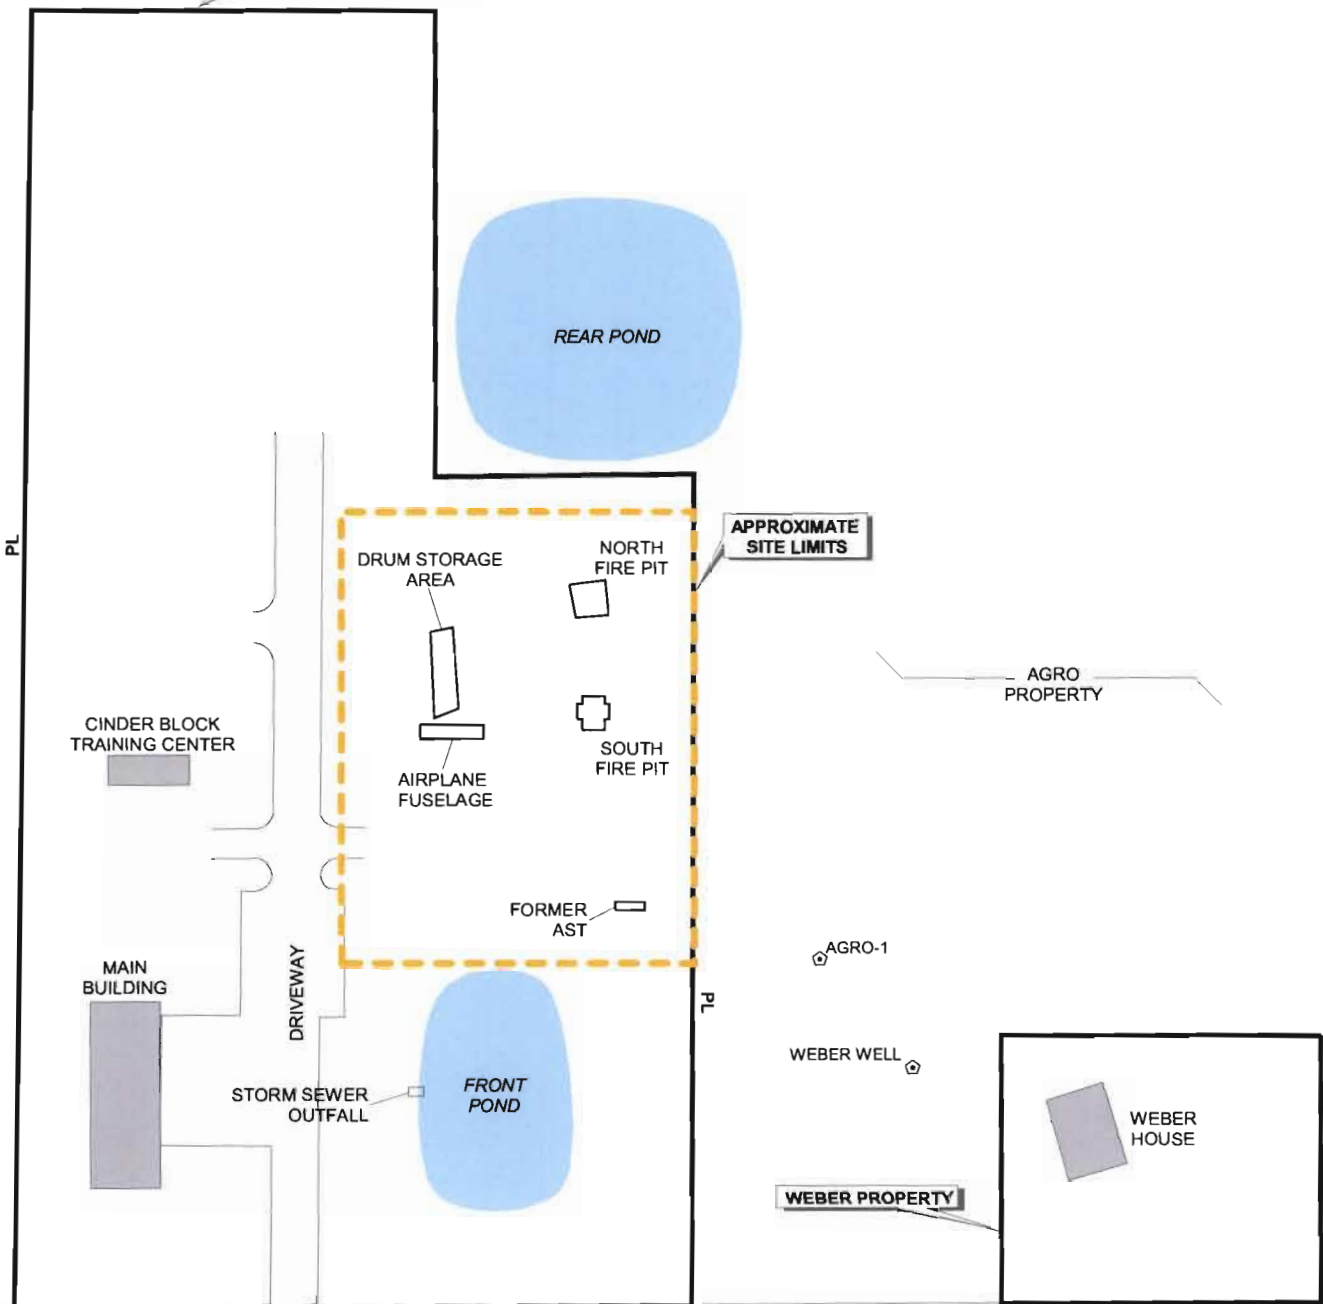 REAR POND
PL
APPROXIMATE
SITE LIMITS
NORTH
FIRE PIT
DRUM STORAGE
AREA
AGRO
PROPERTY
CINDER BLOCK
TRAINING CENTER
SOUTH
FIRE PIT
AIRPLANE
FUSELAGE
FORMER
AST
AGRO-1
MAIN
BUILDING
DRIVEWAY
PL
WEBER WELL
STORM SEWER
OUTFALL
FRONT
POND
WEBER
HOUSE
WEBER PROPERTY